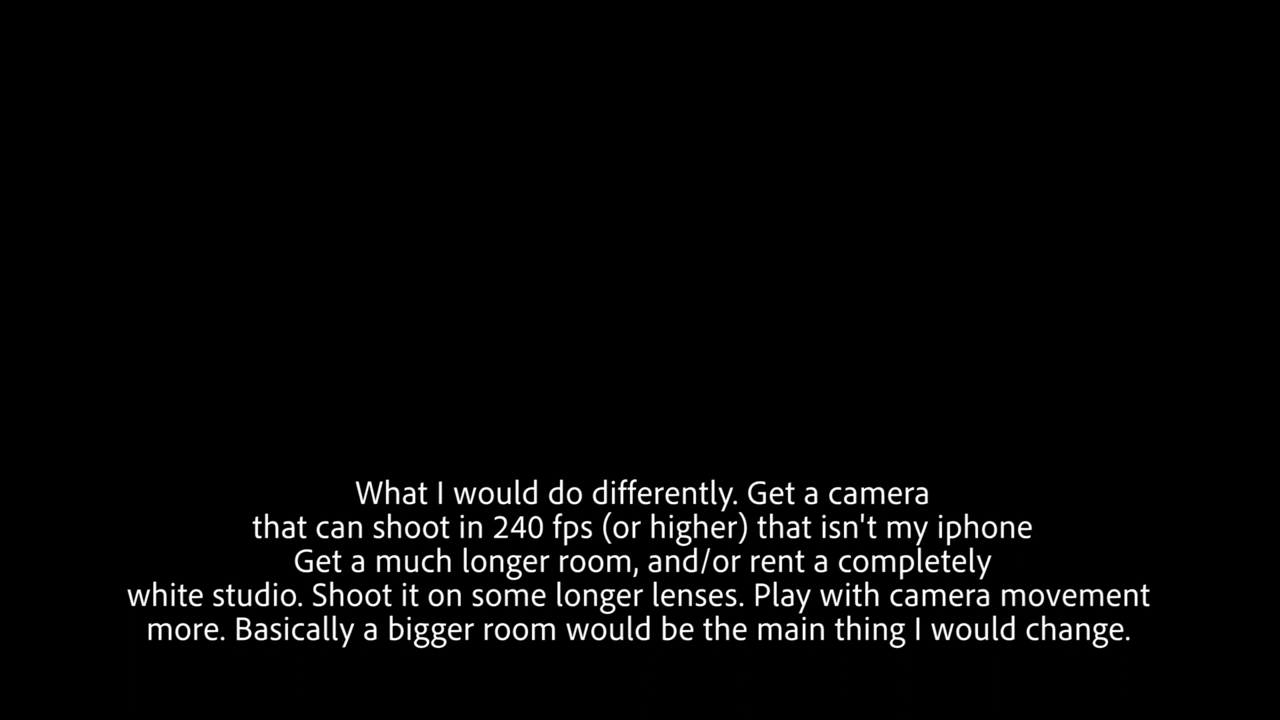 What I would do differently. Get a camera
that can shoot in 240 fps (or higher) that isn't my iphone
Get a much longer room, and/or rent a completely
white studio. Shoot it on some longer lenses. Play with camera movement
more. Basically a bigger room would be the main thing I would change.